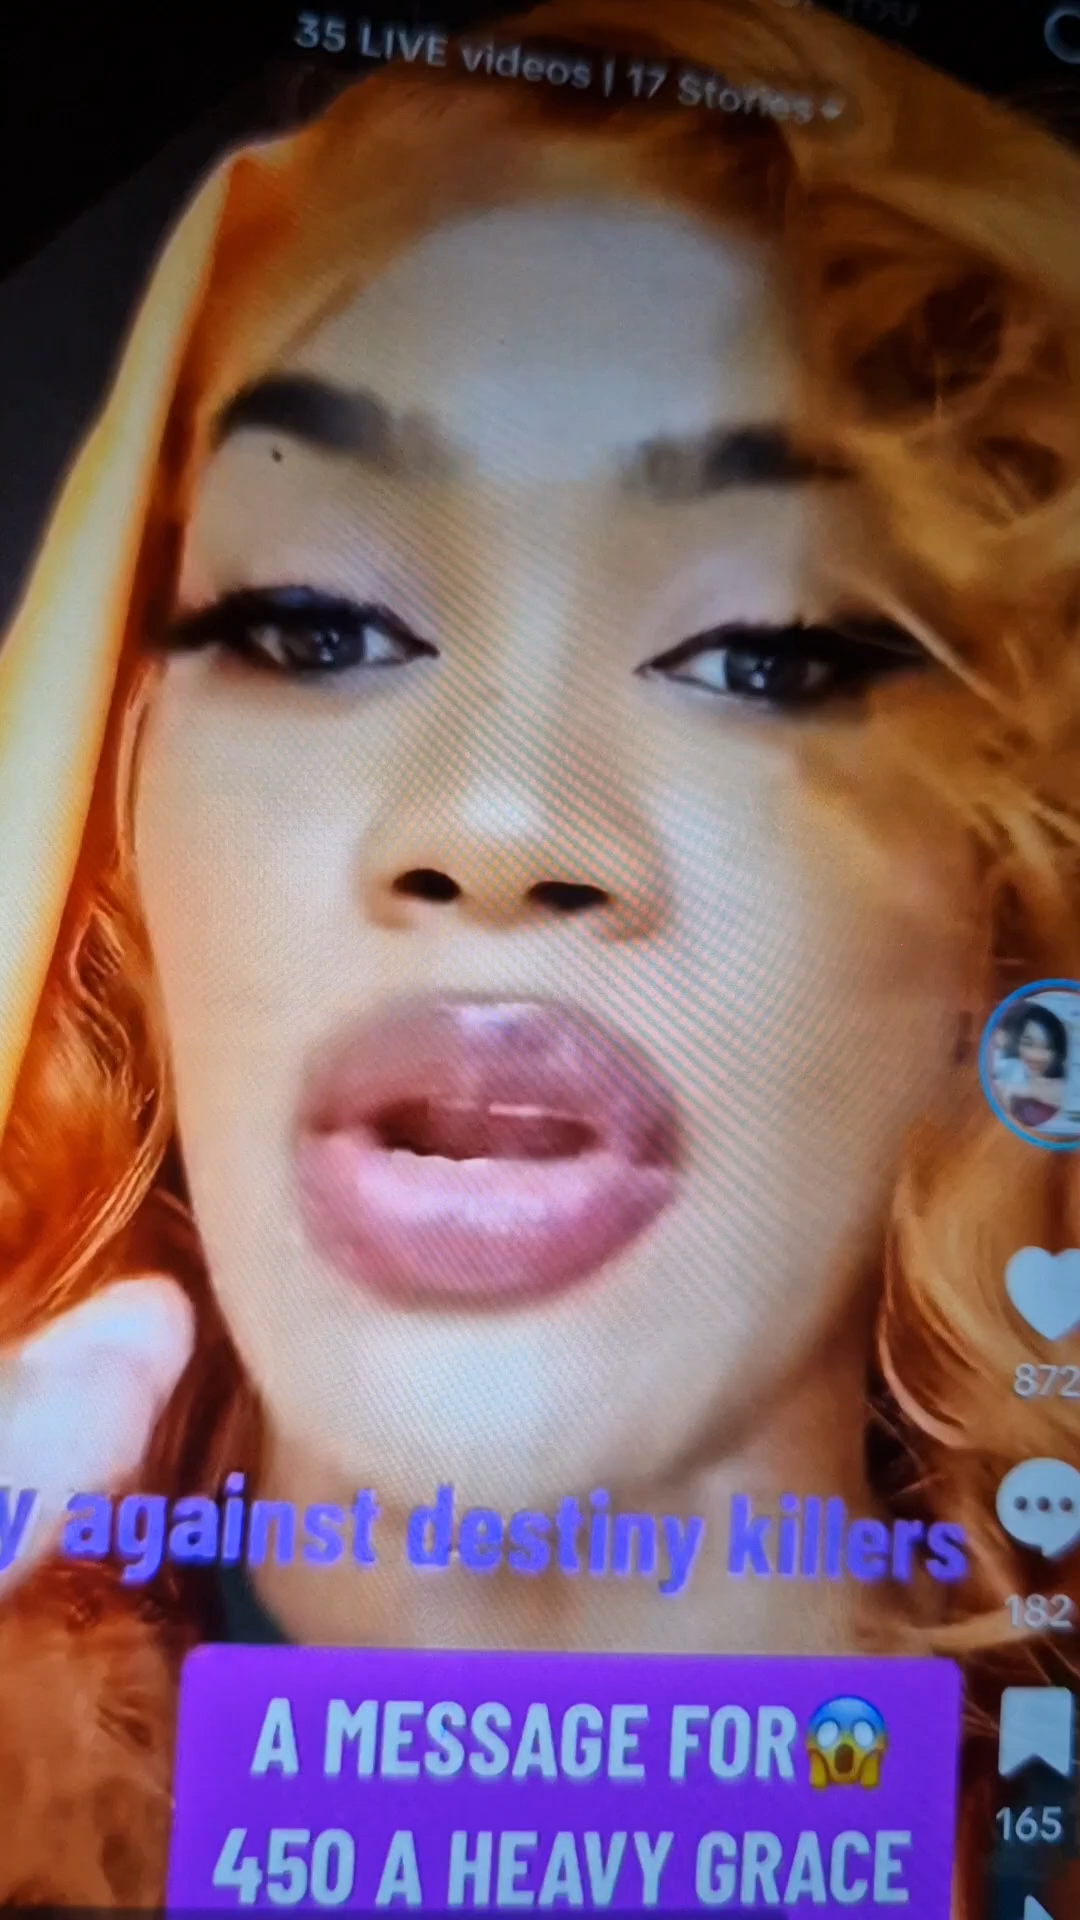 35 LIVE videos | 17 Stories
872
y against destiny killers
182
A MESSAGE FOR😱
450 A HEAVY GRACE
165